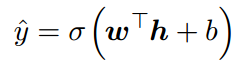 ŷ = σ(w⊤h + b)